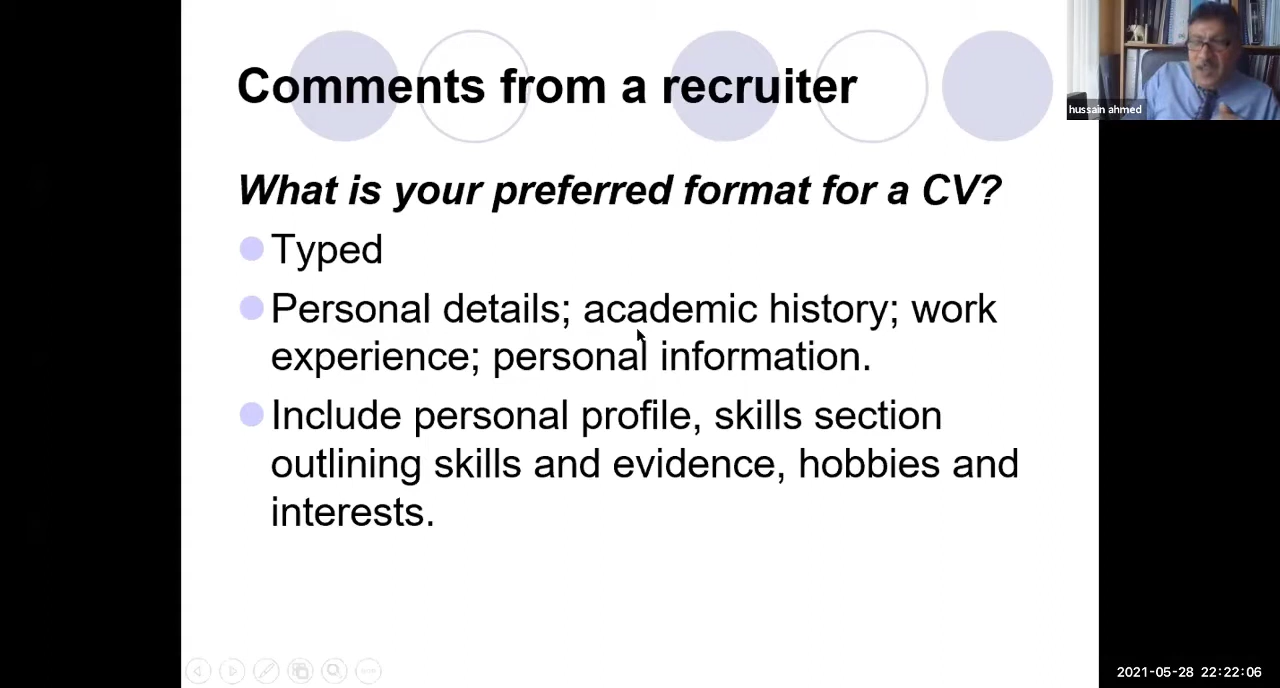 Comments from a recruiter
hussain ahmed
What is your preferred format for a CV?
Typed
Personal details; academic history; work
experience; personal information.
Include personal profile, skills section
outlining skills and evidence, hobbies and
interests.
2021-05-28 22:22:06